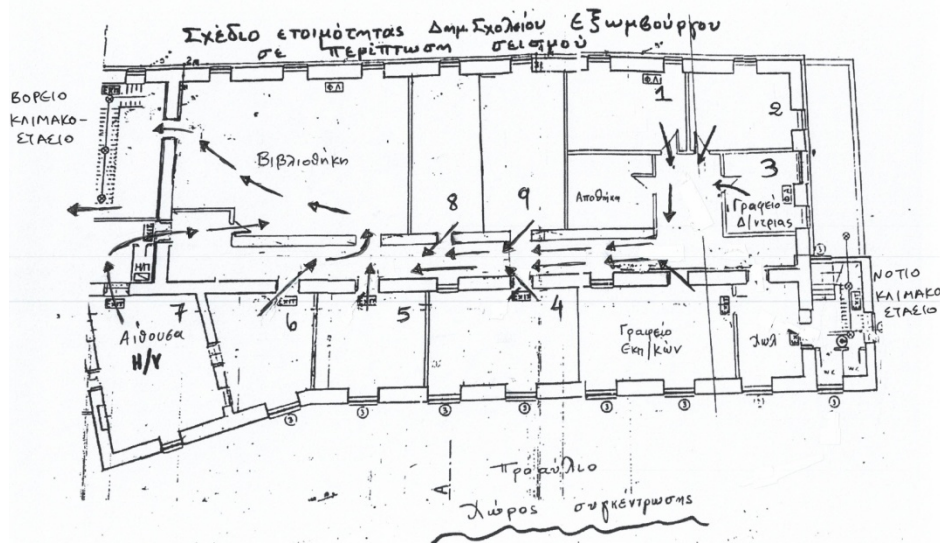 Σχέδιο ετοιμότητας Δημ. Σχολείου Εξωμβούργου
σε περίπτωση σεισμού
ΒΟΡΕΙΟ
ΚΛΙΜΑΚΟ-
ΣΤΑΣΙΟ
Βιβλιοθήκη
8
9
1
2
3
Αποθήκη
Γραφείο
Δ/ντριας
ΝΟΤΙΟ
ΚΛΙΜΑΚΟ
ΣΤΑΣΙΟ
7
Αίθουσα
Η/Υ
6
5
4
Γραφείο
Εκπ/κών
Χωλ
W.C.
W.C.
Α
Προαύλιο
Χώρος συγκέντρωσης